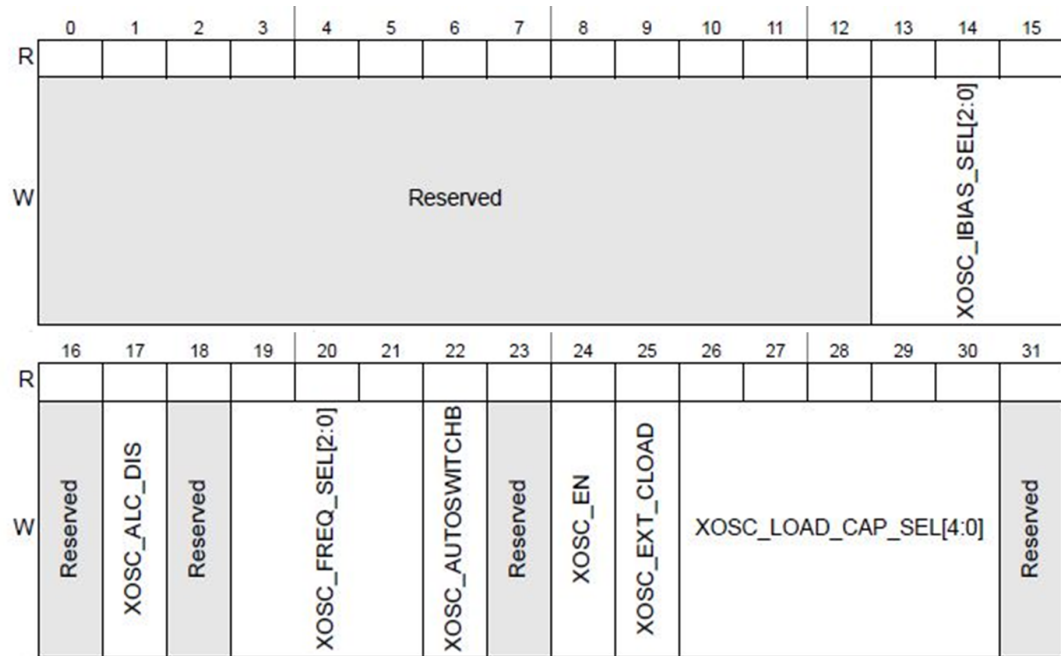 0 1 2 3 4 5 6 7 8 9 10 11 12 13 14 15
R
W
Reserved
XOSC_IBIAS_SEL[2:0]
16 17 18 19 20 21 22 23 24 25 26 27 28 29 30 31
R
W
Reserved
XOSC_ALC_DIS
Reserved
XOSC_FREQ_SEL[2:0]
XOSC_AUTOSWITCHB
Reserved
XOSC_EN
XOSC_EXT_CLOAD
XOSC_LOAD_CAP_SEL[4:0]
Reserved